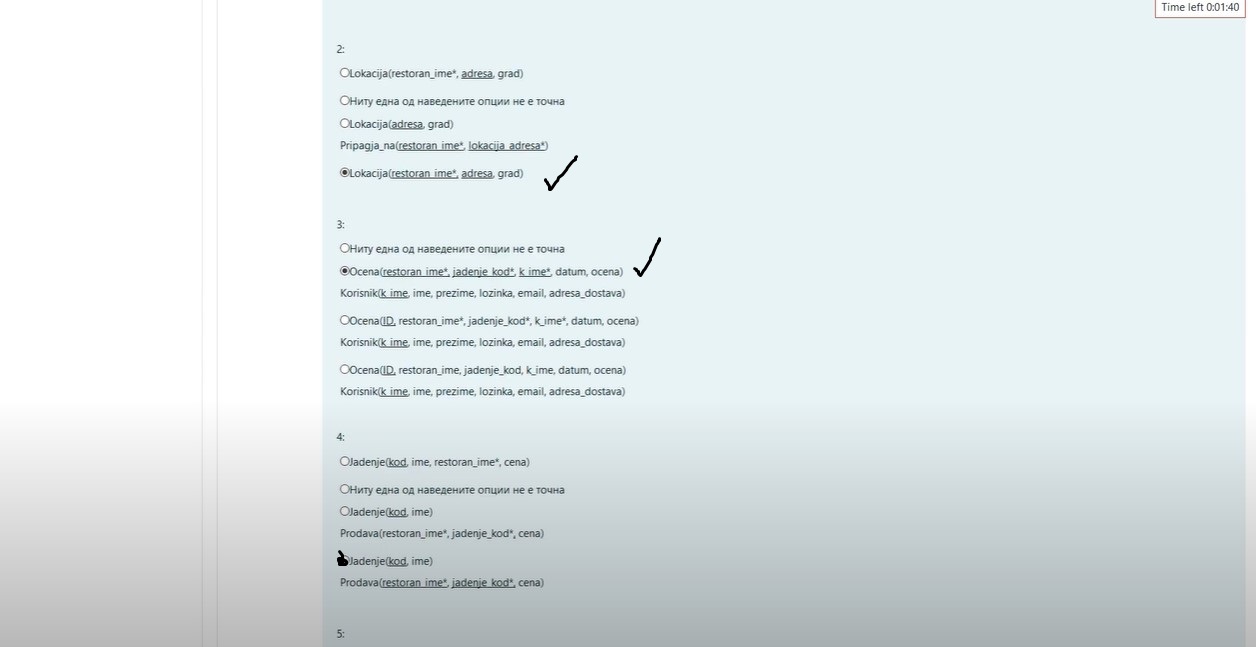 Time left 0:01:40
2:
Lokacija(restoran_ime*, adresa, grad)
Ниту една од наведените опции не е точна
Lokacija(adresa, grad)
Pripagja_na(restoran_ime*, lokacija_adresa*)
Lokacija(restoran_ime*, adresa, grad)
3:
Ниту една од наведените опции не е точна
Ocena(restoran_ime*, jadenje_kod*, k_ime*, datum, ocena)
Korisnik(k_ime, ime, prezime, lozinka, email, adresa_dostava)
Ocena(ID, restoran_ime*, jadenje_kod*, k_ime*, datum, ocena)
Korisnik(k_ime, ime, prezime, lozinka, email, adresa_dostava)
Ocena(ID, restoran_ime, jadenje_kod, k_ime, datum, ocena)
Korisnik(k_ime, ime, prezime, lozinka, email, adresa_dostava)
4:
Jadenje(kod, ime, restoran_ime*, cena)
Ниту една од наведените опции не е точна
Jadenje(kod, ime)
Prodava(restoran_ime*, jadenje_kod*, cena)
Jadenje(kod, ime)
Prodava(restoran_ime*, jadenje_kod*, cena)
5: